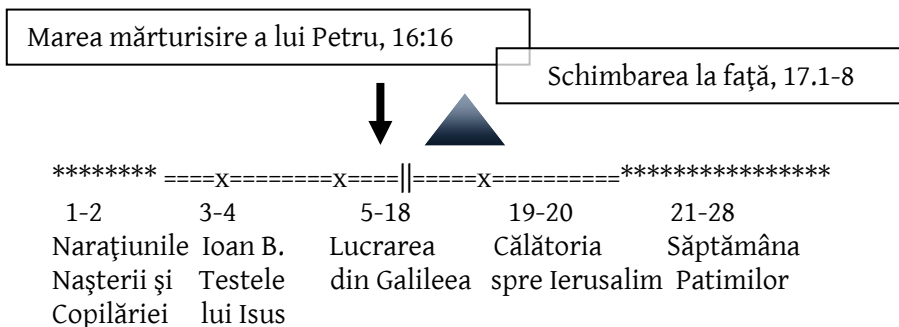 Marea mărturisire a lui Petru, 16:16
Schimbarea la faţă, 17.1-8
******** ====x========x====||=====x==========****************
1-2 3-4 5-18 19-20 21-28
Naraţiunile Ioan B. Lucrarea Călătoria Săptămâna
Naşterii şi Testele din Galileea spre Ierusalim Patimilor
Copilăriei lui Isus